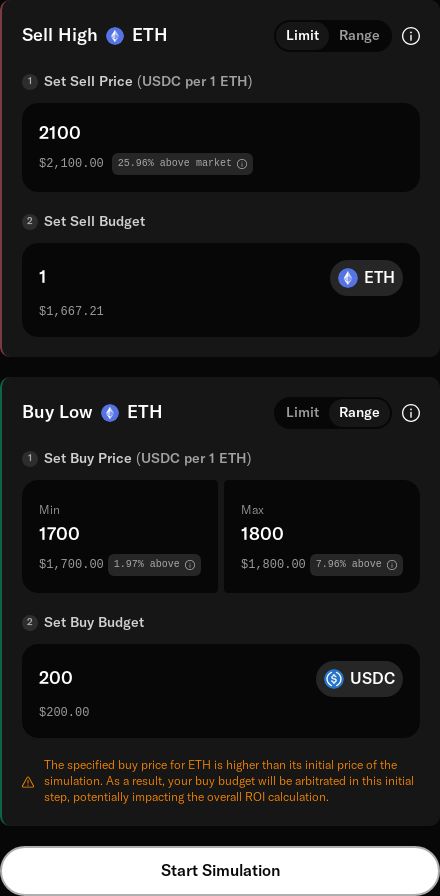 Sell High ETH Limit Range
1 Set Sell Price (USDC per 1 ETH)
2100
$2,100.00 25.96% above market
2 Set Sell Budget
1 ETH
$1,667.21
Buy Low ETH Limit Range
1 Set Buy Price (USDC per 1 ETH)
Min Max
1700 1800
$1,700.00 1.97% above $1,800.00 7.96% above
2 Set Buy Budget
200 USDC
$200.00
The specified buy price for ETH is higher than its initial price of the
simulation. As a result, your buy budget will be arbitrated in this initial
step, potentially impacting the overall ROI calculation.
Start Simulation